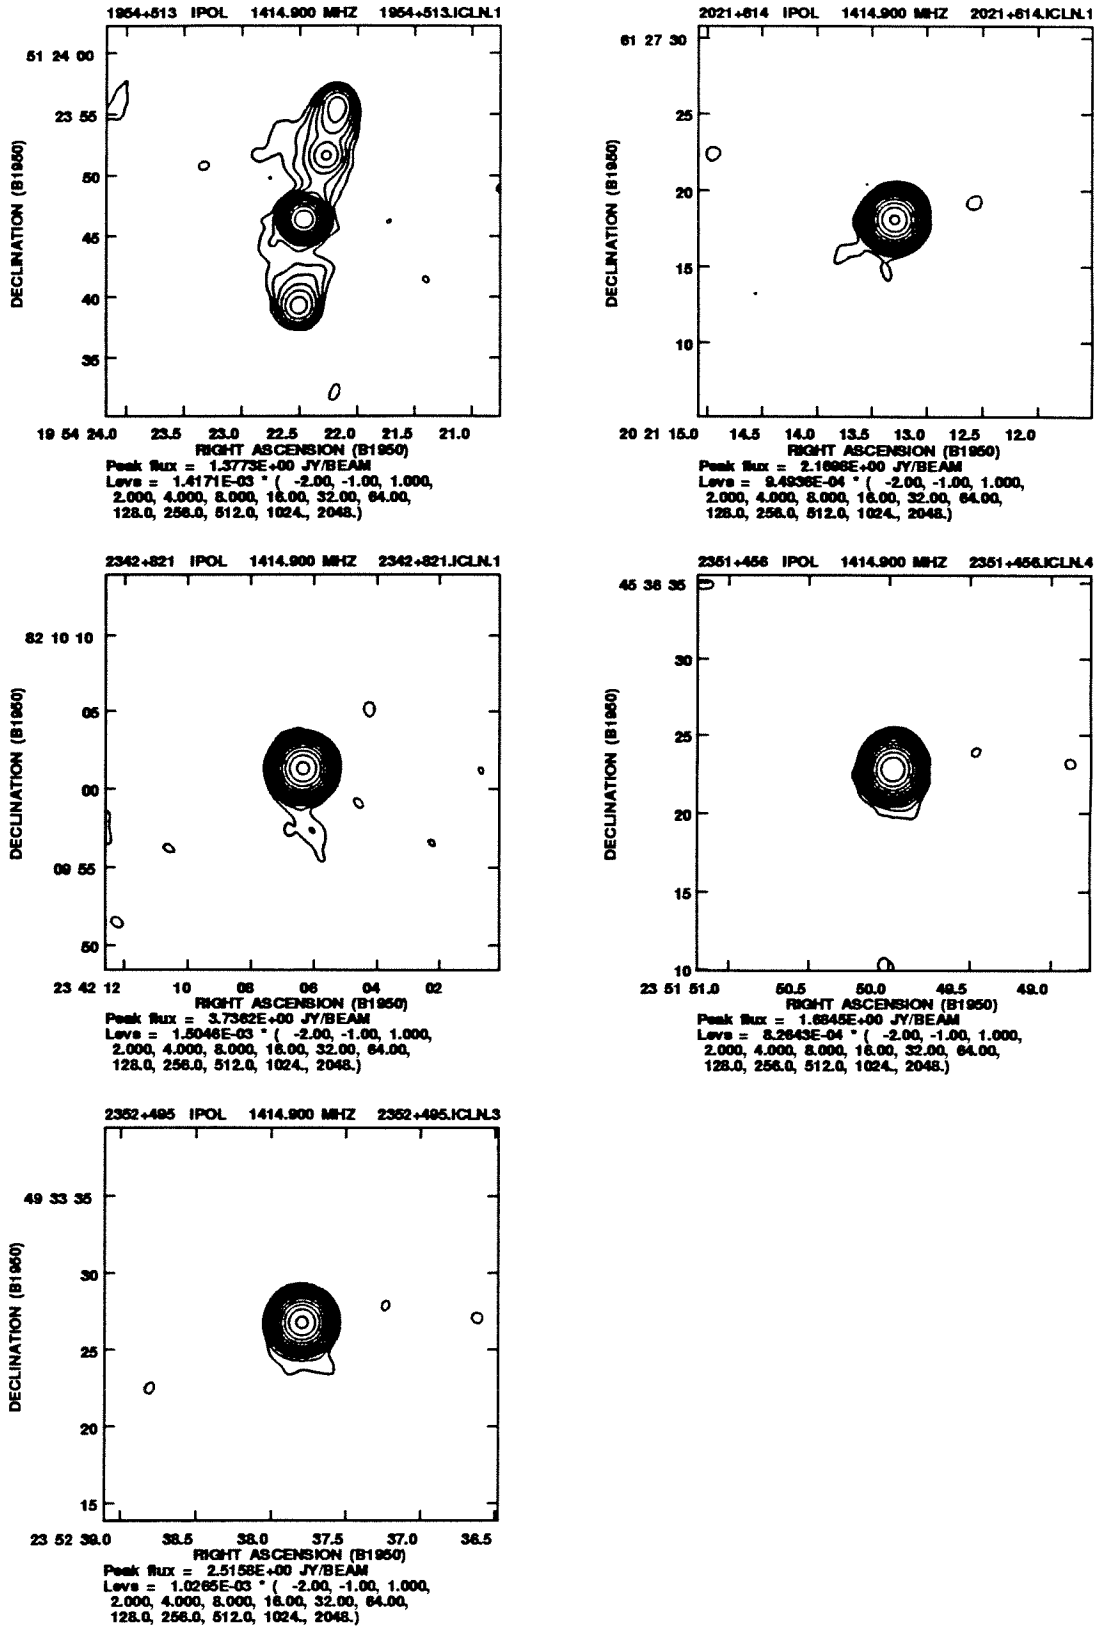 1954+513 IPOL 1414.900 MHZ 1954+513.ICLN.1
51 24 00
23 55
50
45
40
35
DECLINATION (B1950)
19 54 24.0 23.5 23.0 22.5 22.0 21.5 21.0
RIGHT ASCENSION (B1950)
Peak flux = 1.3773E+00 JY/BEAM
Levs = 1.4171E-03 * ( -2.00, -1.00, 1.000,
2.000, 4.000, 8.000, 16.00, 32.00, 64.00,
128.0, 256.0, 512.0, 1024., 2048.)
2021+614 IPOL 1414.900 MHZ 2021+614.ICLN.1
61 27 30
25
20
15
10
DECLINATION (B1950)
20 21 15.0 14.5 14.0 13.5 13.0 12.5 12.0
RIGHT ASCENSION (B1950)
Peak flux = 2.1696E+00 JY/BEAM
Levs = 9.4936E-04 * ( -2.00, -1.00, 1.000,
2.000, 4.000, 8.000, 16.00, 32.00, 64.00,
128.0, 256.0, 512.0, 1024., 2048.)
2342+821 IPOL 1414.900 MHZ 2342+821.ICLN.1
82 10 10
05
00
09 55
50
DECLINATION (B1950)
23 42 12 10 08 06 04 02
RIGHT ASCENSION (B1950)
Peak flux = 3.7362E+00 JY/BEAM
Levs = 1.5046E-03 * ( -2.00, -1.00, 1.000,
2.000, 4.000, 8.000, 16.00, 32.00, 64.00,
128.0, 256.0, 512.0, 1024., 2048.)
2351+456 IPOL 1414.900 MHZ 2351+456.ICLN.4
45 36 35
30
25
20
15
10
DECLINATION (B1950)
23 51 51.0 50.5 50.0 49.5 49.0
RIGHT ASCENSION (B1950)
Peak flux = 1.6645E+00 JY/BEAM
Levs = 8.2643E-04 * ( -2.00, -1.00, 1.000,
2.000, 4.000, 8.000, 16.00, 32.00, 64.00,
128.0, 256.0, 512.0, 1024., 2048.)
2352+495 IPOL 1414.900 MHZ 2352+495.ICLN.3
49 33 35
30
25
20
15
DECLINATION (B1950)
23 52 39.0 38.5 38.0 37.5 37.0 36.5
RIGHT ASCENSION (B1950)
Peak flux = 2.5158E+00 JY/BEAM
Levs = 1.0265E-03 * ( -2.00, -1.00, 1.000,
2.000, 4.000, 8.000, 16.00, 32.00, 64.00,
128.0, 256.0, 512.0, 1024., 2048.)